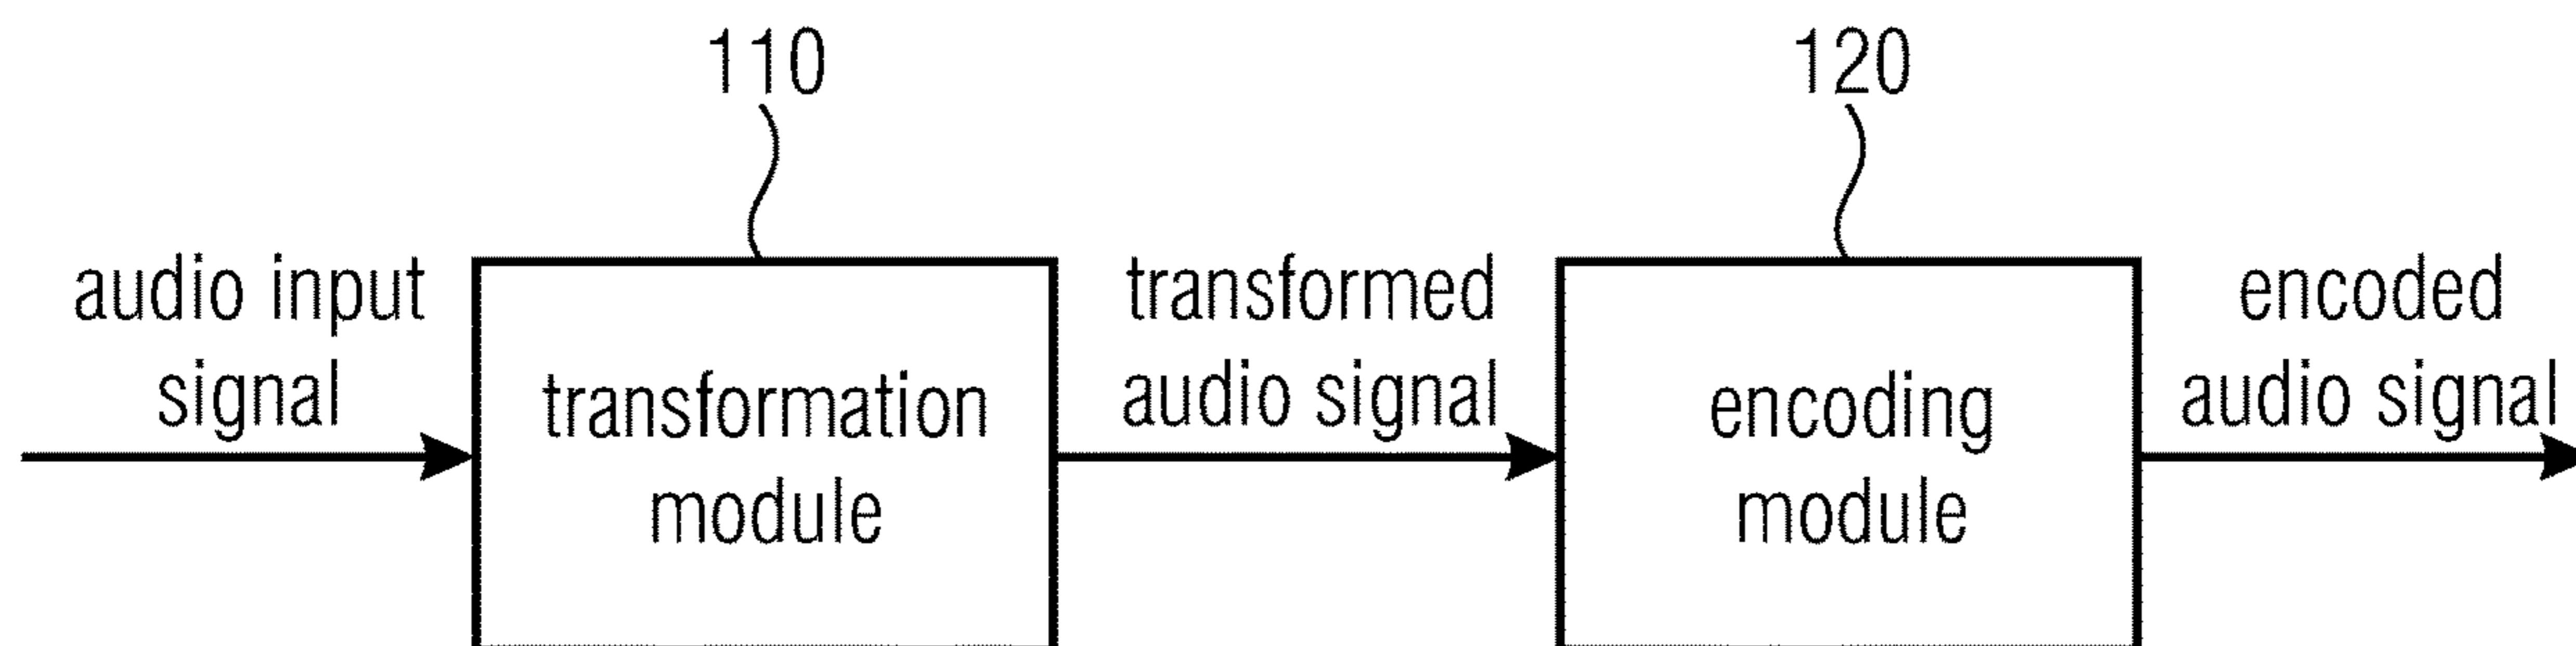 110
120
audio input
signal
transformation
module
transformed
audio signal
encoding
module
encoded
audio signal